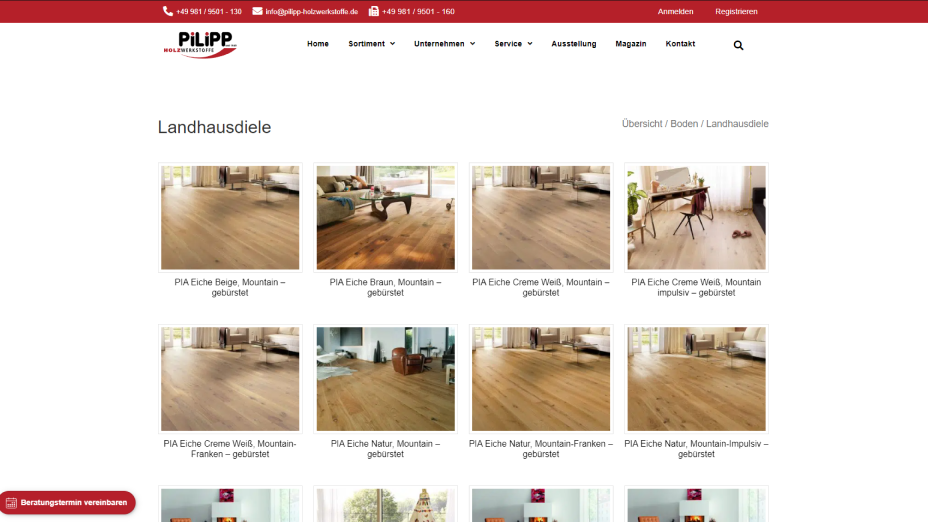 +49 981 / 9501 - 130 info@pilipp-holzwerkstoffe.de +49 981 / 9501 - 160 Anmelden Registrieren
PiLiPP
HOLZWERKSTOFFE
Home Sortiment Unternehmen Service Ausstellung Magazin Kontakt
Landhausdiele
Übersicht / Boden / Landhausdiele
PIA Eiche Beige, Mountain –
gebürstet
PIA Eiche Braun, Mountain –
gebürstet
PIA Eiche Creme Weiß, Mountain –
gebürstet
PIA Eiche Creme Weiß, Mountain
impulsiv – gebürstet
PIA Eiche Creme Weiß, Mountain-
Franken – gebürstet
PIA Eiche Natur, Mountain –
gebürstet
PIA Eiche Natur, Mountain-Franken –
gebürstet
PIA Eiche Natur, Mountain-Impulsiv –
gebürstet
Beratungstermin vereinbaren